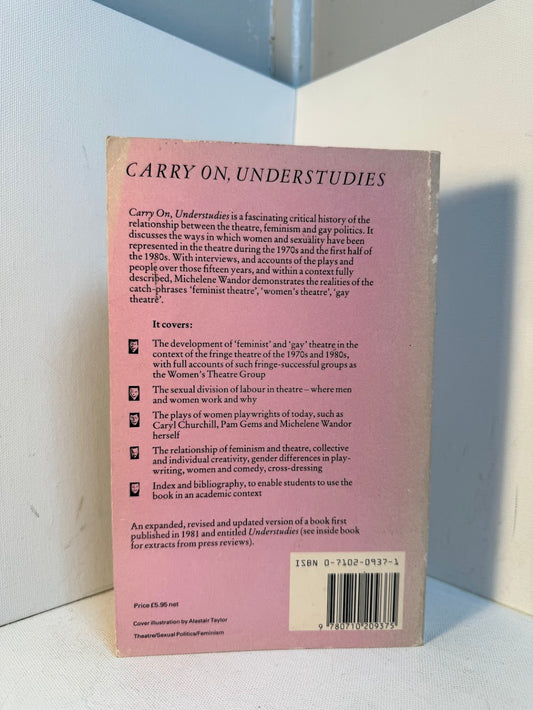 CARRY ON, UNDERSTUDIES
Carry On, Understudies is a fascinating critical history of the
relationship between the theatre, feminism and gay politics. It
discusses the ways in which women and sexuality have been
represented in the theatre during the 1970s and the first half of
the 1980s. With interviews, and accounts of the plays and
people over those fifteen years, and within a context fully
described, Michelene Wandor demonstrates the realities of the
catch-phrases 'feminist theatre', 'women's theatre', 'gay
theatre'.
It covers:
The development of 'feminist' and 'gay' theatre in the
context of the fringe theatre of the 1970s and 1980s,
with full accounts of such fringe-successful groups as
the Women's Theatre Group
The sexual division of labour in theatre – where men
and women work and why
The plays of women playwrights of today, such as
Caryl Churchill, Pam Gems and Michelene Wandor
herself
The relationship of feminism and theatre, collective
and individual creativity, gender differences in play-
writing, women and comedy, cross-dressing
Index and bibliography, to enable students to use the
book in an academic context
An expanded, revised and updated version of a book first
published in 1981 and entitled Understudies (see inside book
for extracts from press reviews).
ISBN 0-7102-0937-1
9 780710 209375
Price £5.95 net
Cover illustration by Alastair Taylor
Theatre/Sexual Politics/Feminism